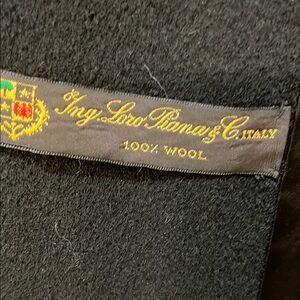 Ing. Loro Piana & C. ITALY
100% WOOL